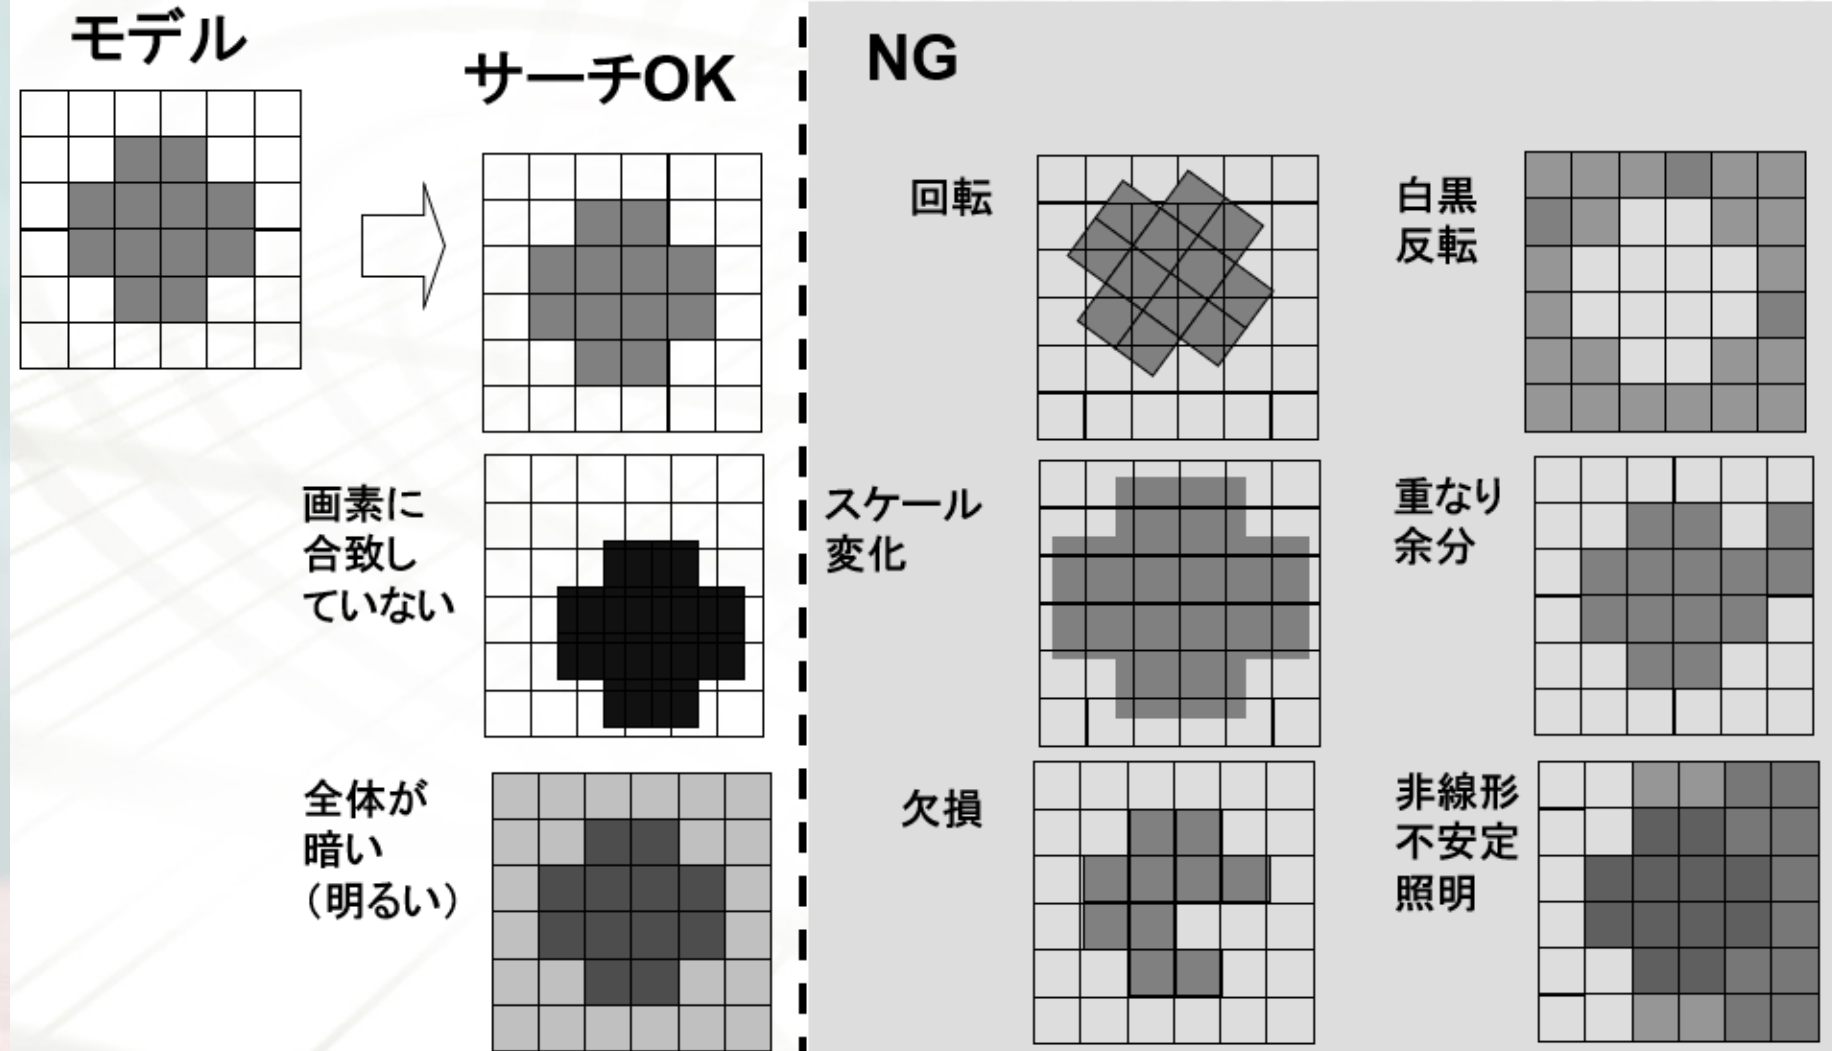 モデル
サーチOK
画素に
合致し
ていない
全体が
暗い
（明るい）
NG
回転
白黒
反転
スケール
変化
重なり
余分
欠損
非線形
不安定
照明